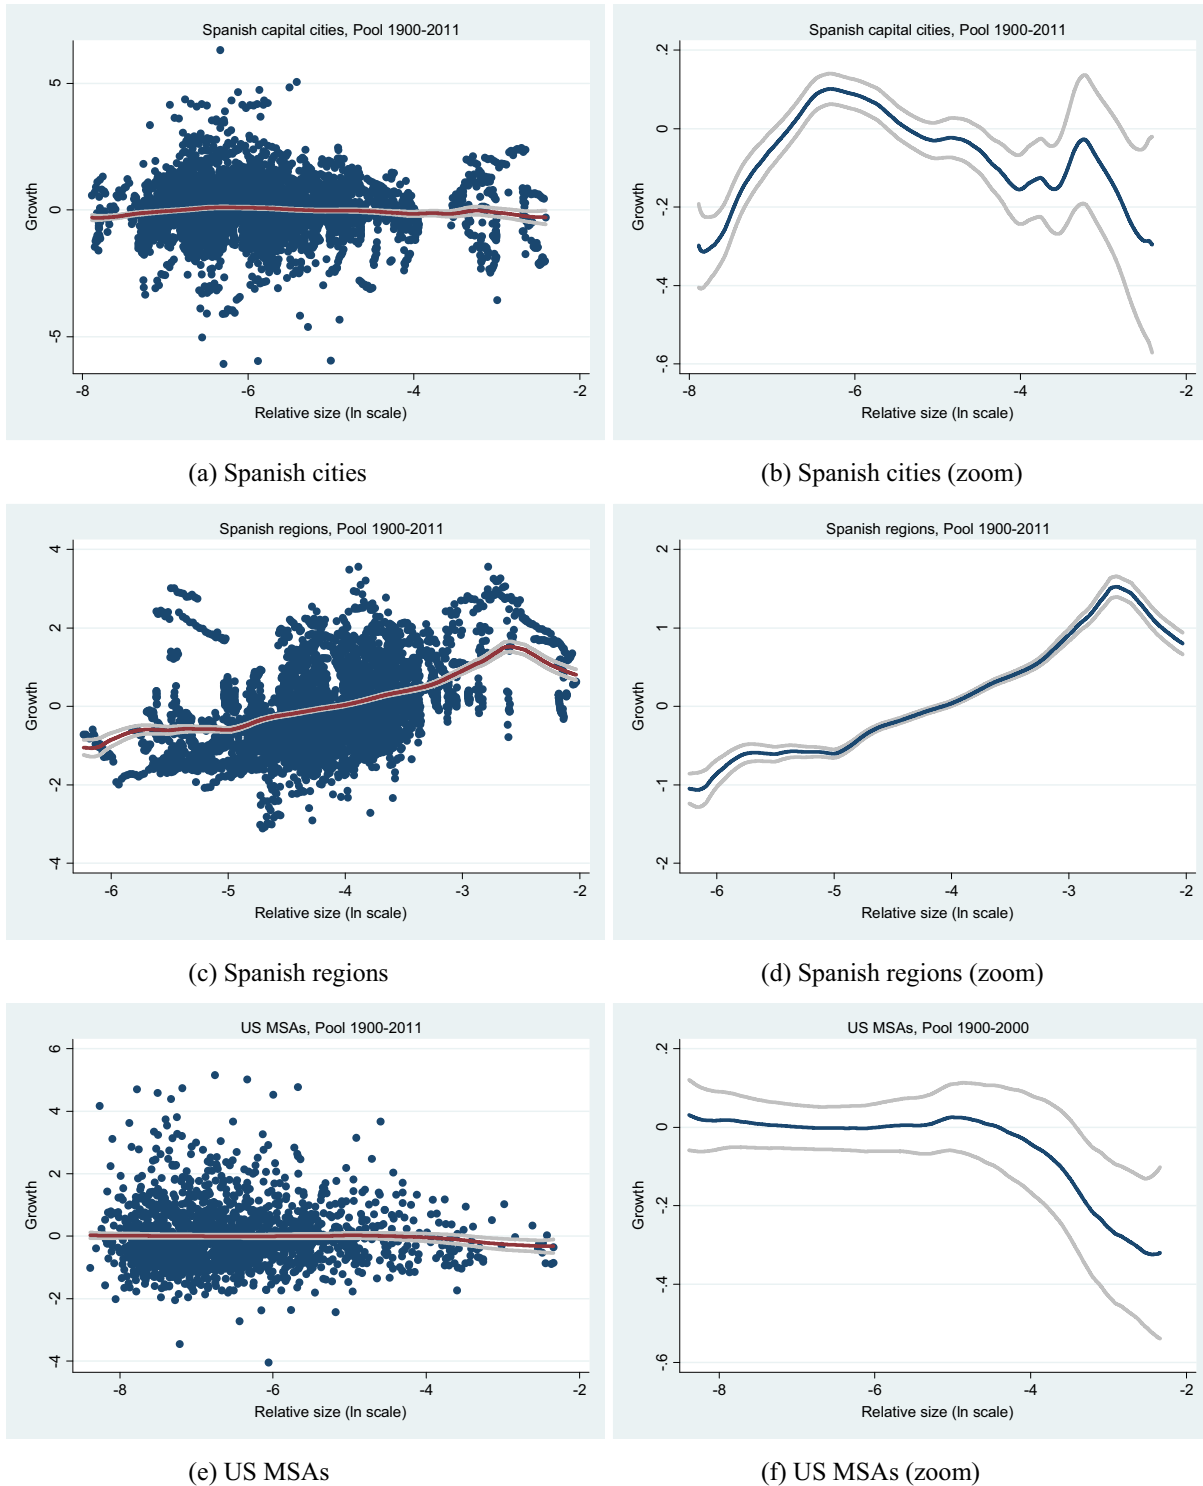 Spanish capital cities, Pool 1900-2011
5
0
-5
Growth
-8 -6 -4 -2
Relative size (ln scale)
(a) Spanish cities
Spanish capital cities, Pool 1900-2011
.2
0
-.2
-.4
-.6
Growth
-8 -6 -4 -2
Relative size (ln scale)
(b) Spanish cities (zoom)
Spanish regions, Pool 1900-2011
4
2
0
-2
-4
Growth
-6 -5 -4 -3 -2
Relative size (ln scale)
(c) Spanish regions
Spanish regions, Pool 1900-2011
2
1
0
-1
-2
Growth
-6 -5 -4 -3 -2
Relative size (ln scale)
(d) Spanish regions (zoom)
US MSAs, Pool 1900-2011
6
4
2
0
-2
-4
Growth
-8 -6 -4 -2
Relative size (ln scale)
(e) US MSAs
US MSAs, Pool 1900-2000
.2
0
-.2
-.4
-.6
Growth
-8 -6 -4 -2
Relative size (ln scale)
(f) US MSAs (zoom)